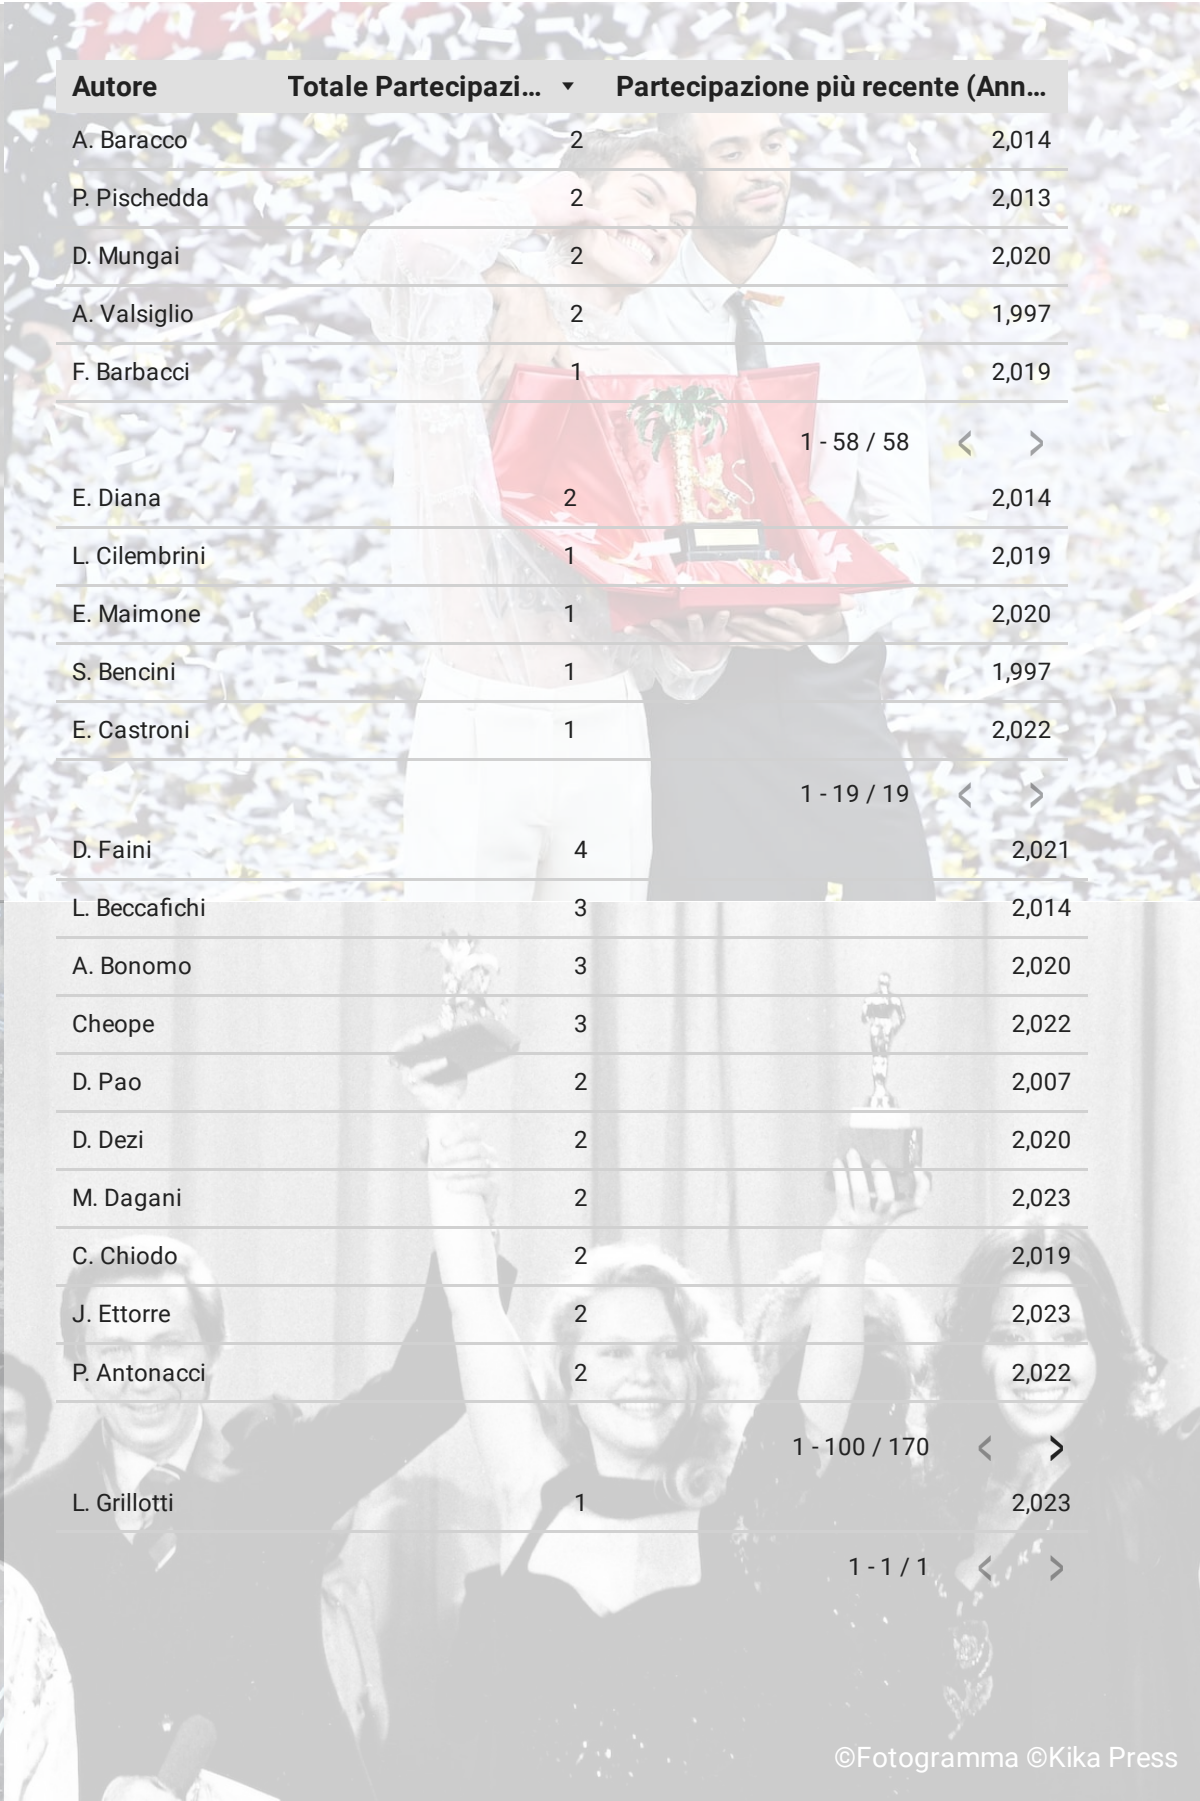 Autore Totale Partecipazi... Partecipazione più recente (Ann...
A. Baracco 2 2,014
P. Pischedda 2 2,013
D. Mungai 2 2,020
A. Valsiglio 2 1,997
F. Barbacci 1 2,019
1 - 58 / 58
E. Diana 2 2,014
L. Cilembrini 1 2,019
E. Maimone 1 2,020
S. Bencini 1 1,997
E. Castroni 1 2,022
1 - 19 / 19
D. Faini 4 2,021
L. Beccafichi 3 2,014
A. Bonomo 3 2,020
Cheope 3 2,022
D. Pao 2 2,007
D. Dezi 2 2,020
M. Dagani 2 2,023
C. Chiodo 2 2,019
J. Ettorre 2 2,023
P. Antonacci 2 2,022
1 - 100 / 170
L. Grillotti 1 2,023
1 - 1 / 1
©Fotogramma ©Kika Press